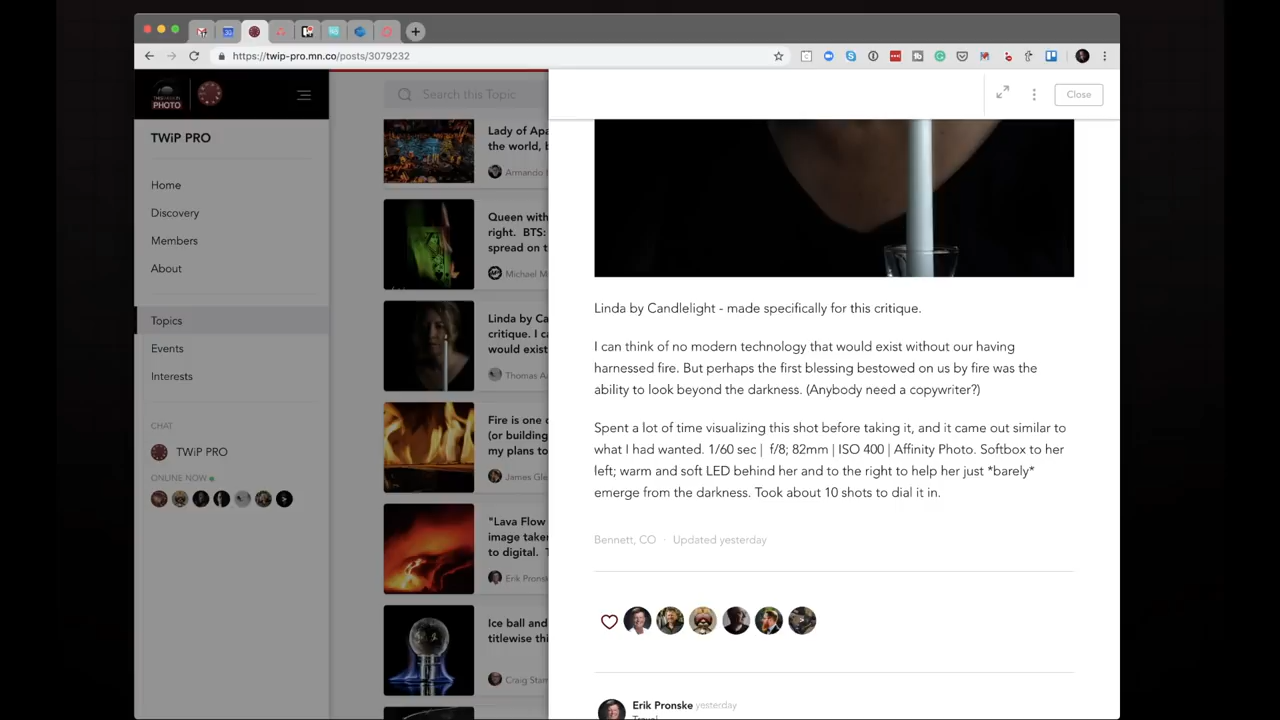 https://twip-pro.mn.co/posts/3079232
PHOTO
Search this Topic
Close
TWiP PRO
Home
Discovery
Members
About
Topics
Events
Interests
CHAT
TWiP PRO
ONLINE NOW
Lady of Apa
the world, b
Armando
Queen with
right. BTS:
spread on t
Michael M
Linda by Ca
critique. I ca
would exist
Thomas Aa
Fire is one o
(or building
my plans to
James Gle
"Lava Flow
image taken
to digital. T
Erik Pronsk
Ice ball and
titlewise thi
Craig Stam
Linda by Candlelight - made specifically for this critique.
I can think of no modern technology that would exist without our having
harnessed fire. But perhaps the first blessing bestowed on us by fire was the
ability to look beyond the darkness. (Anybody need a copywriter?)
Spent a lot of time visualizing this shot before taking it, and it came out similar to
what I had wanted. 1/60 sec | f/8; 82mm | ISO 400 | Affinity Photo. Softbox to her
left; warm and soft LED behind her and to the right to help her just *barely*
emerge from the darkness. Took about 10 shots to dial it in.
Bennett, CO · Updated yesterday
Erik Pronske yesterday
Travel